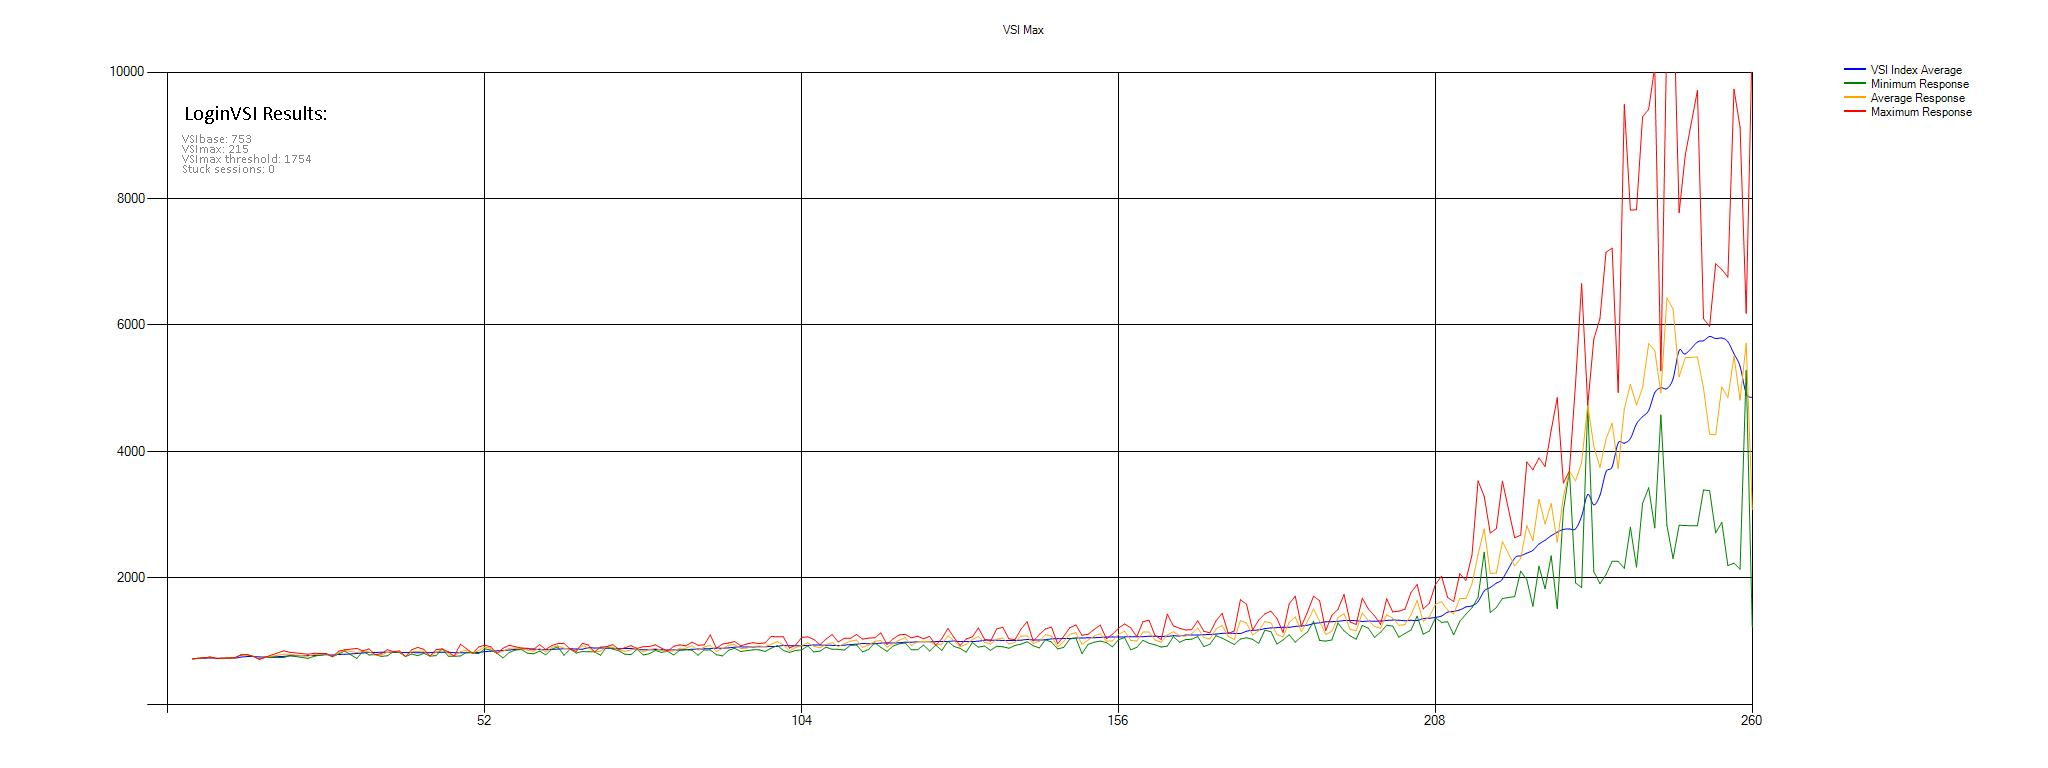 VSI Max
10000
8000
6000
4000
2000
LoginVSI Results:
VSIbase: 753
VSImax: 215
VSImax threshold: 1754
Stuck sessions: 0
VSI Index Average
Minimum Response
Average Response
Maximum Response
52
104
156
208
260